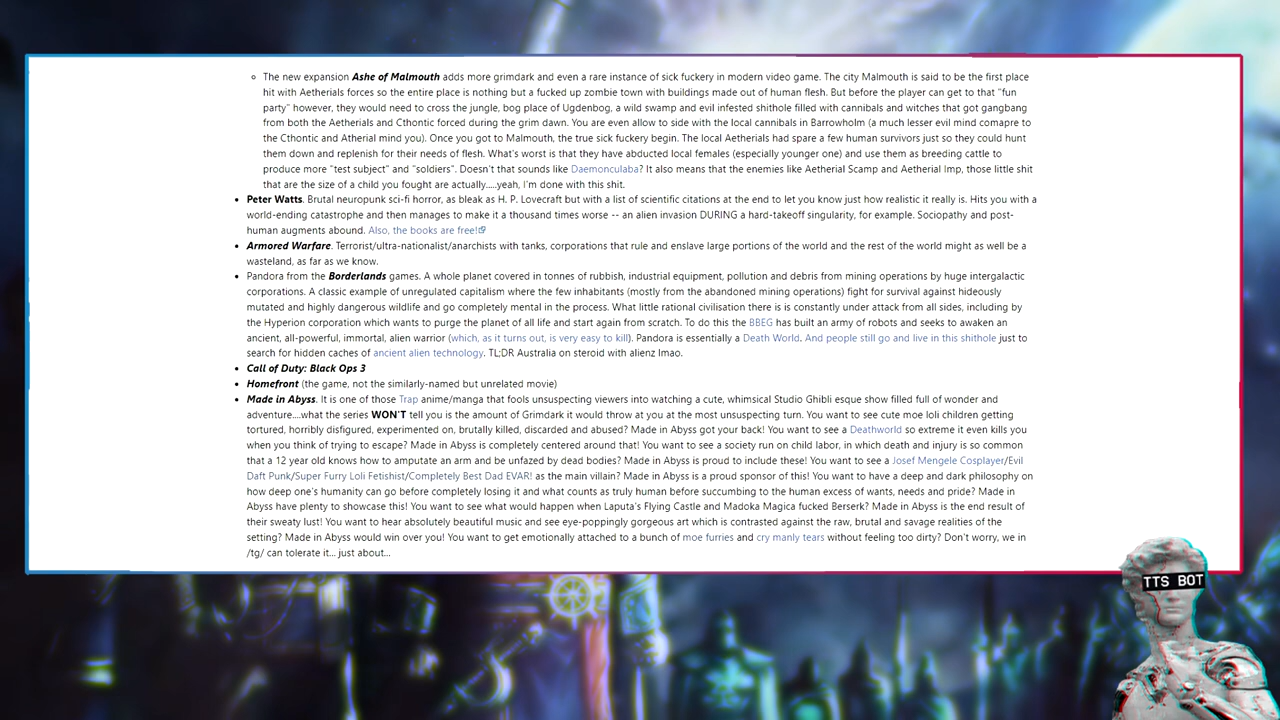 The new expansion Ashe of Malmouth adds more grimdark and even a rare instance of sick fuckery in modern video game. The city Malmouth is said to be the first place
hit with Aetherials forces so the entire place is nothing but a fucked up zombie town with buildings made out of human flesh. But before the player can get to that "fun
party" however, they would need to cross the jungle, bog place of Ugdenbog, a wild swamp and evil infested shithole filled with cannibals and witches that got gangbang
from both the Aetherials and Cthonic forced during the grim dawn. You are even allow to side with the local cannibals in Barrowholm (a much lesser evil mind comapre to
the Cthontic and Atherial mind you). Once you got to Malmouth, the true sick fuckery begin. The local Aetherials had spare a few human survivors just so they could hunt
them down and replenish for their needs of flesh. What's worst is that they have abducted local females (especially younger one) and use them as breeding cattle to
produce more "test subject" and "soldiers". Doesn't that sounds like Daemonculaba? It also means that the enemies like Aetherial Scamp and Aetherial Imp, those little shit
that are the size of a child you fought are actually.....yeah, I'm done with this shit.
Peter Watts. Brutal neuropunk sci-fi horror, as bleak as H. P. Lovecraft but with a list of scientific citations at the end to let you know just how realistic it really is. Hits you with a
world-ending catastrophe and then manages to make it a thousand times worse -- an alien invasion DURING a hard-takeoff singularity, for example. Sociopathy and post-
human augments abound. Also, the books are free!
Armored Warfare. Terrorist/ultra-nationalist/anarchists with tanks, corporations that rule and enslave large portions of the world and the rest of the world might as well be a
wasteland, as far as we know.
Pandora from the Borderlands games. A whole planet covered in tonnes of rubbish, industrial equipment, pollution and debris from mining operations by huge intergalactic
corporations. A classic example of unregulated capitalism where the few inhabitants (mostly from the abandoned mining operations) fight for survival against hideously
mutated and highly dangerous wildlife and go completely mental in the process. What little rational civilisation there is is constantly under attack from all sides, including by
the Hyperion corporation which wants to purge the planet of all life and start again from scratch. To do this the BBEG has built an army of robots and seeks to awaken an
ancient, all-powerful, immortal, alien warrior (which, as it turns out, is very easy to kill). Pandora is essentially a Death World. And people still go and live in this shithole just to
search for hidden caches of ancient alien technology. TL;DR Australia on steroid with alienz lmao.
Call of Duty: Black Ops 3
Homefront (the game, not the similarly-named but unrelated movie)
Made in Abyss. It is one of those Trap anime/manga that fools unsuspecting viewers into watching a cute, whimsical Studio Ghibli esque show filled full of wonder and
adventure....what the series WON'T tell you is the amount of Grimdark it would throw at you at the most unsuspecting turn. You want to see cute moe loli children getting
tortured, horribly disfigured, experimented on, brutally killed, discarded and abused? Made in Abyss got your back! You want to see a Deathworld so extreme it even kills you
when you think of trying to escape? Made in Abyss is completely centered around that! You want to see a society run on child labor, in which death and injury is so common
that a 12 year old knows how to amputate an arm and be unfazed by dead bodies? Made in Abyss is proud to include these! You want to see a Josef Mengele Cosplayer/Evil
Daft Punk/Super Furry Loli Fetishist/Completely Best Dad EVAR! as the main villain? Made in Abyss is a proud sponsor of this! You want to have a deep and dark philosophy on
how deep one's humanity can go before completely losing it and what counts as truly human before succumbing to the human excess of wants, needs and pride? Made in
Abyss have plenty to showcase this! You want to see what would happen when Laputa's Flying Castle and Madoka Magica fucked Berserk? Made in Abyss is the end result of
their sweaty lust! You want to hear absolutely beautiful music and see eye-poppingly gorgeous art which is contrasted against the raw, brutal and savage realities of the
setting? Made in Abyss would win over you! You want to get emotionally attached to a bunch of moe furries and cry manly tears without feeling too dirty? Don't worry, we in
/tg/ can tolerate it... just about...
TTS BOT